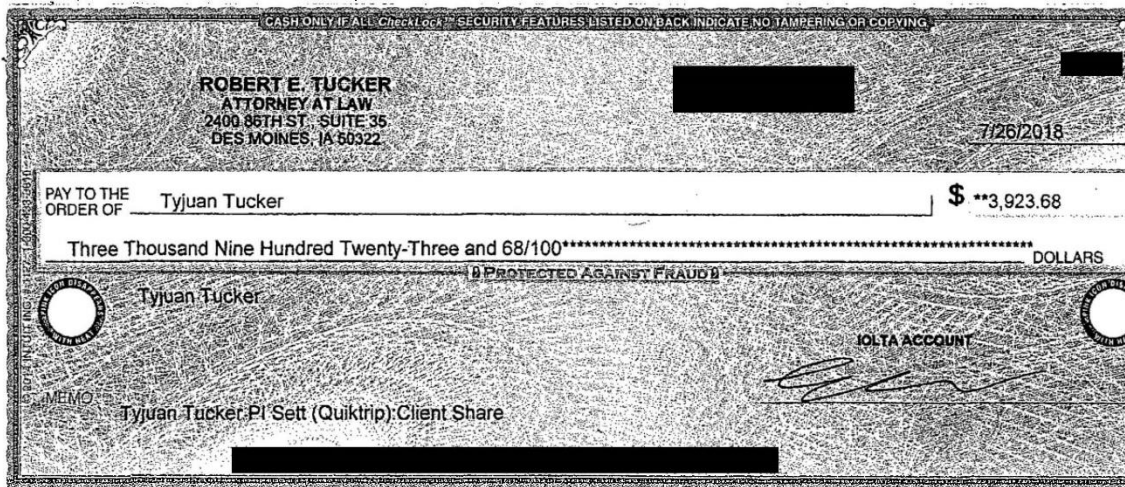 CASH ONLY IF ALL CheckLock™ SECURITY FEATURES LISTED ON BACK INDICATE NO TAMPERING OR COPYING
ROBERT E. TUCKER
ATTORNEY AT LAW
2400 86TH ST., SUITE 35
DES MOINES, IA 50322
7/26/2018
PAY TO THE
ORDER OF Tyjuan Tucker $ **3,923.68
Three Thousand Nine Hundred Twenty-Three and 68/100****************************************************************** DOLLARS
PROTECTED AGAINST FRAUD
Tyjuan Tucker
IOLTA ACCOUNT
MEMO
Tyjuan Tucker:PI Sett (Quiktrip):Client Share